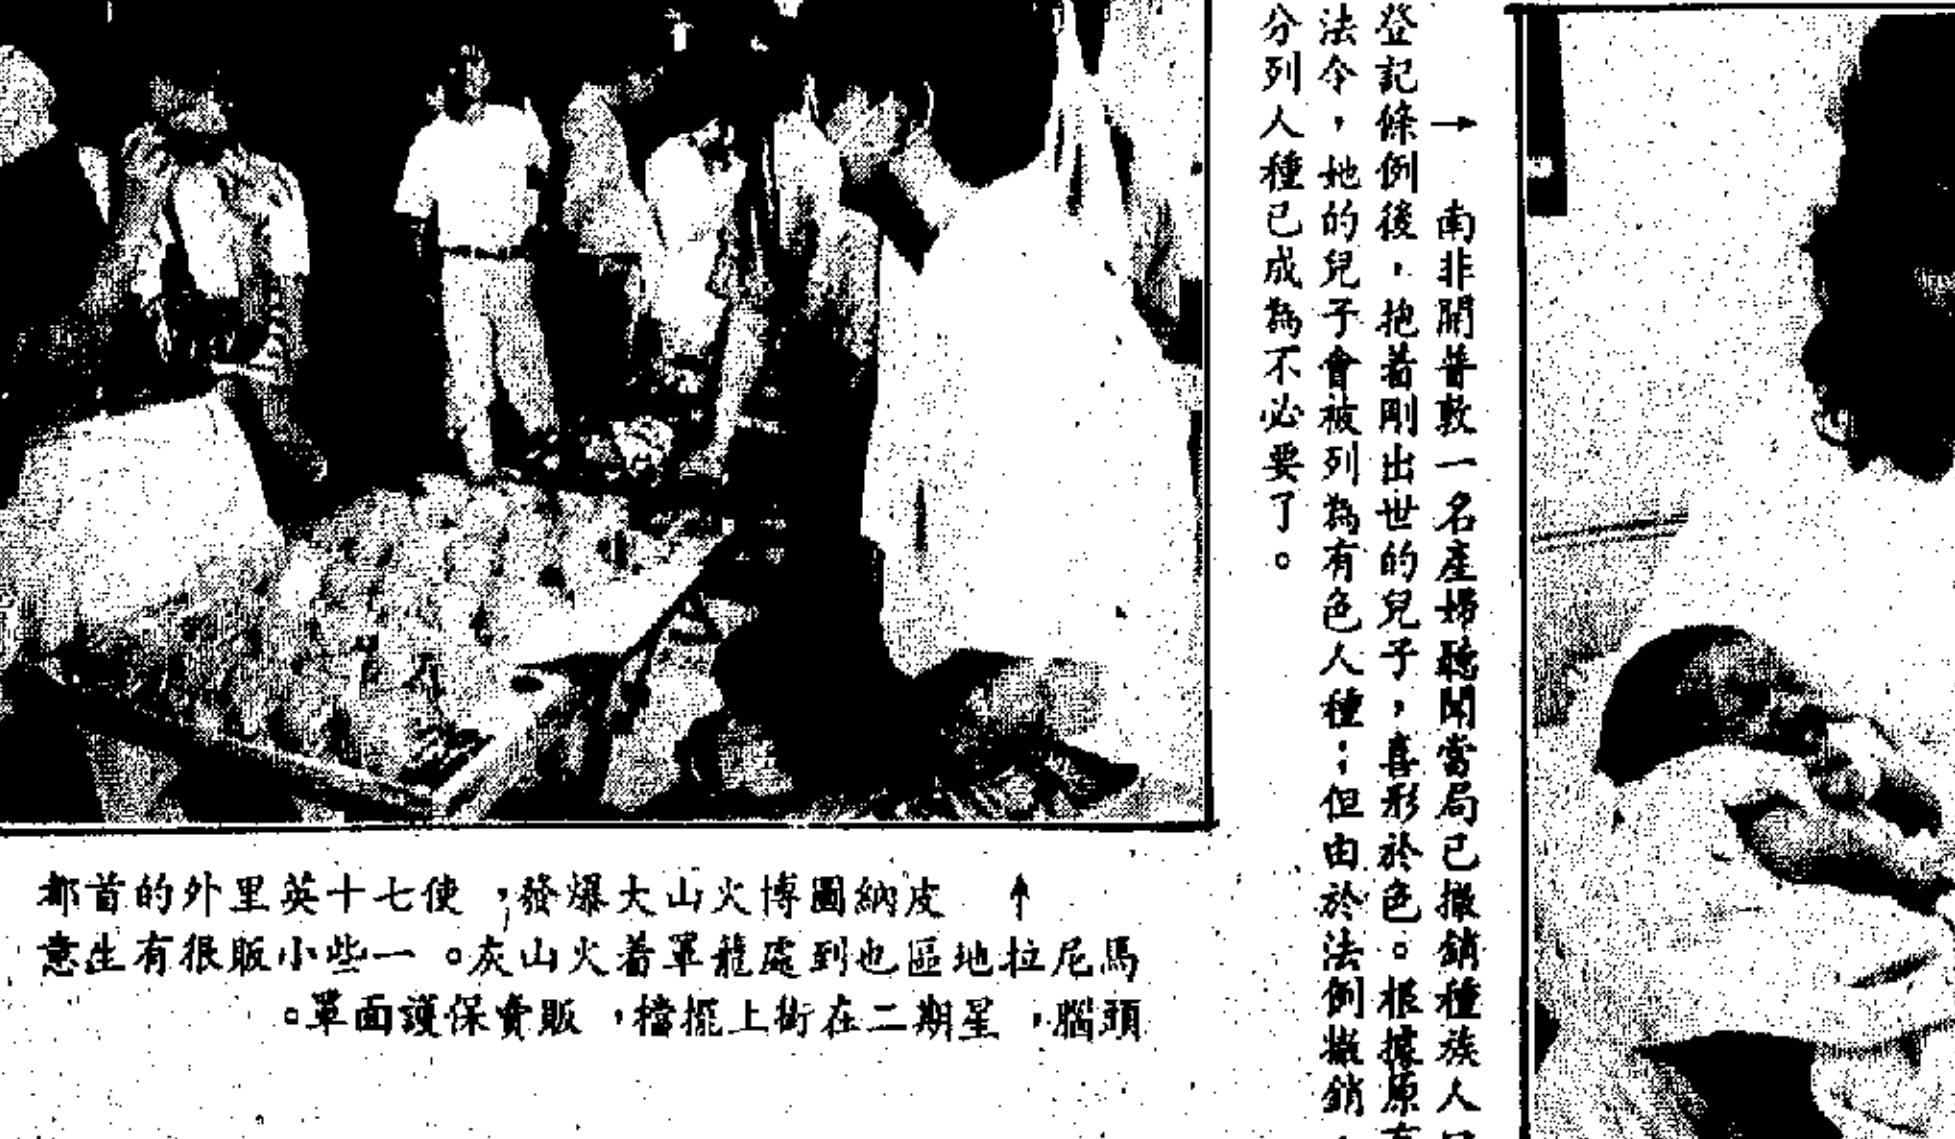 → 南非開普敦一名產婦聽聞當局已撤銷種族人口
登記條例後，抱着剛出世的兒子，喜形於色。根據原有
法令，她的兒子會被列為有色人種；但由於法例撤銷，
分列人種已成為不必要了。
↑ 皮納圖博火山大爆發，使七十英里外的首都
馬尼拉地區也到處籠罩着火山灰。一些小販很有生意
頭腦，星期二在街上擺檔，販賣保護面罩。